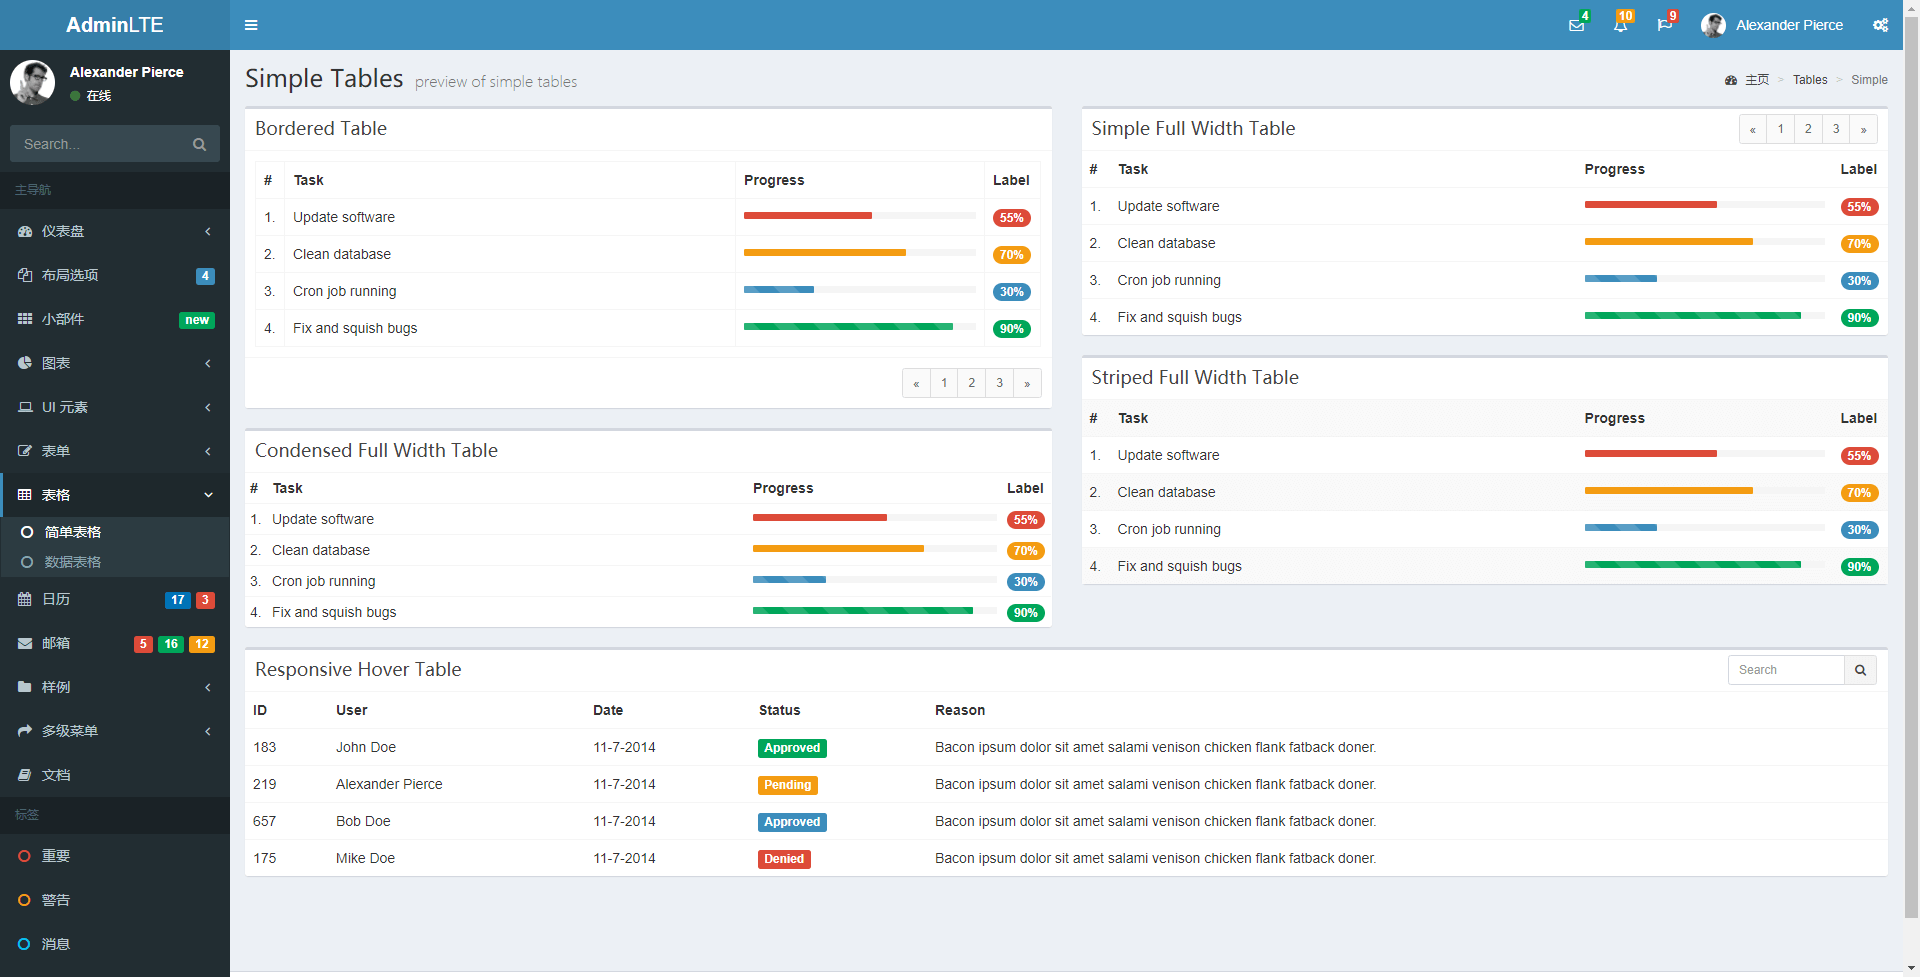 AdminLTE
4
10
9
Alexander Pierce
Alexander Pierce
在线
Search...
主导航
仪表盘
布局选项 4
小部件 new
图表
UI 元素
表单
表格
简单表格
数据表格
日历 17 3
邮箱 5 16 12
样例
多级菜单
文档
标签
重要
警告
消息
Simple Tables preview of simple tables
主页 > Tables > Simple
Bordered Table
# Task Progress Label
1. Update software 55%
2. Clean database 70%
3. Cron job running 30%
4. Fix and squish bugs 90%
« 1 2 3 »
Condensed Full Width Table
# Task Progress Label
1. Update software 55%
2. Clean database 70%
3. Cron job running 30%
4. Fix and squish bugs 90%
Simple Full Width Table
« 1 2 3 »
# Task Progress Label
1. Update software 55%
2. Clean database 70%
3. Cron job running 30%
4. Fix and squish bugs 90%
Striped Full Width Table
# Task Progress Label
1. Update software 55%
2. Clean database 70%
3. Cron job running 30%
4. Fix and squish bugs 90%
Responsive Hover Table
Search
ID User Date Status Reason
183 John Doe 11-7-2014 Approved Bacon ipsum dolor sit amet salami venison chicken flank fatback doner.
219 Alexander Pierce 11-7-2014 Pending Bacon ipsum dolor sit amet salami venison chicken flank fatback doner.
657 Bob Doe 11-7-2014 Approved Bacon ipsum dolor sit amet salami venison chicken flank fatback doner.
175 Mike Doe 11-7-2014 Denied Bacon ipsum dolor sit amet salami venison chicken flank fatback doner.